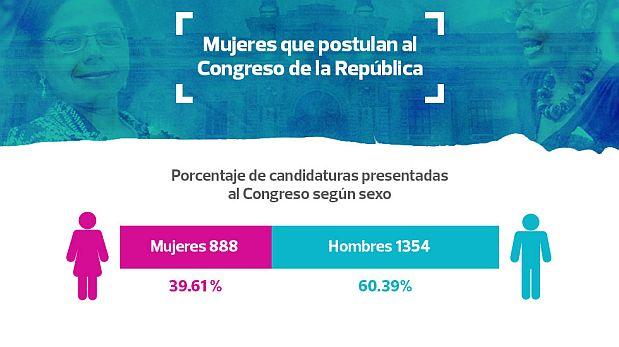 Mujeres que postulan al
Congreso de la República
Porcentaje de candidaturas presentadas
al Congreso según sexo
Mujeres 888 Hombres 1354
39.61% 60.39%